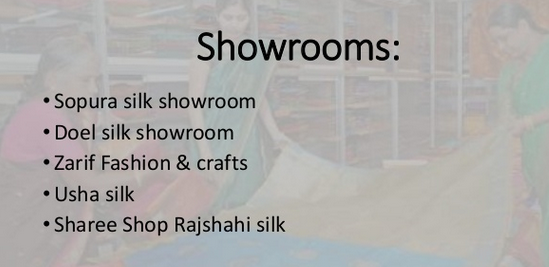 Showrooms:
• Sopura silk showroom
• Doel silk showroom
• Zarif Fashion & crafts
• Usha silk
• Sharee Shop Rajshahi silk